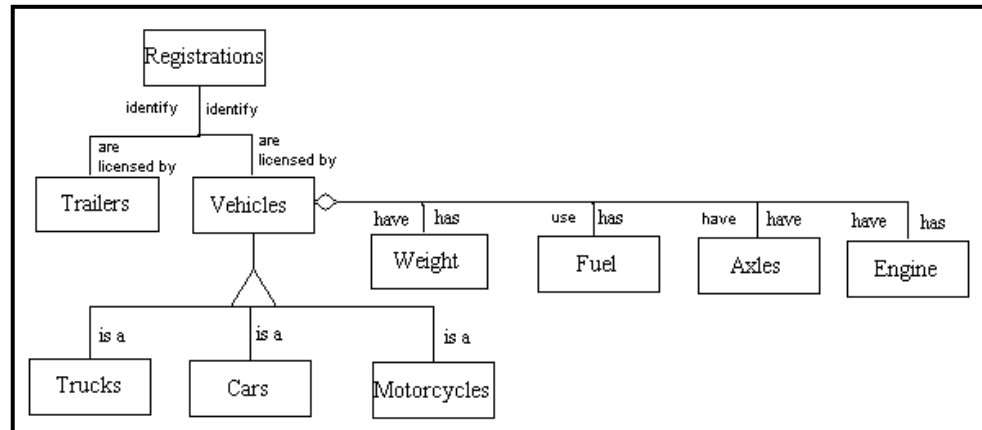 Registrations
identify identify
are
licensed by
are
licensed by
Trailers
Vehicles
have has
use has
have have
have has
Weight
Fuel
Axles
Engine
is a
is a
is a
Trucks
Cars
Motorcycles